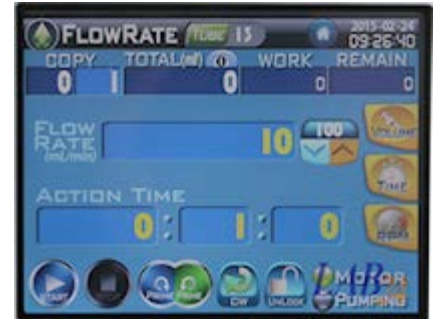 FLOWRATE TUBE 15 2015-02-24
09:26:40
COPY TOTAL(ml) WORK REMAIN
0 1 0 0 0
FLOW
RATE
(mL/min)
10 100
ACTION TIME
VOLUME
TIME
0 : 1 : 0
START PRIME PRIME CW UNLOCK
LAB
MOTOR
PUMPING